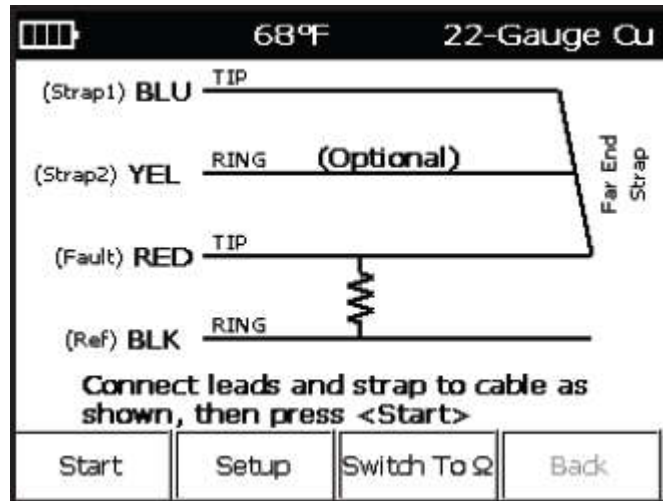 68°F 22-Gauge Cu
(Strap1) BLU TIP
(Strap2) YEL RING (Optional)
Far End
Strap
(Fault) RED TIP
(Ref) BLK RING
Connect leads and strap to cable as
shown, then press <Start>
Start Setup Switch To Ω Back